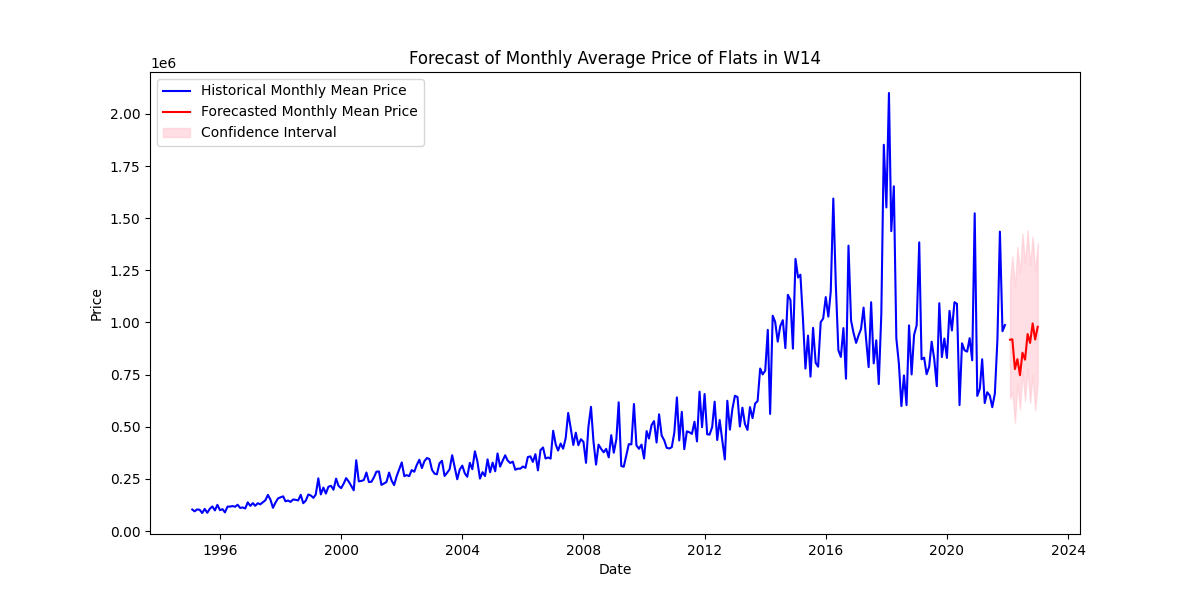 Forecast of Monthly Average Price of Flats in W14
1e6
Historical Monthly Mean Price
Forecasted Monthly Mean Price
Confidence Interval
2.00
1.75
1.50
1.25
1.00
0.75
0.50
0.25
0.00
Price
1996 2000 2004 2008 2012 2016 2020 2024
Date